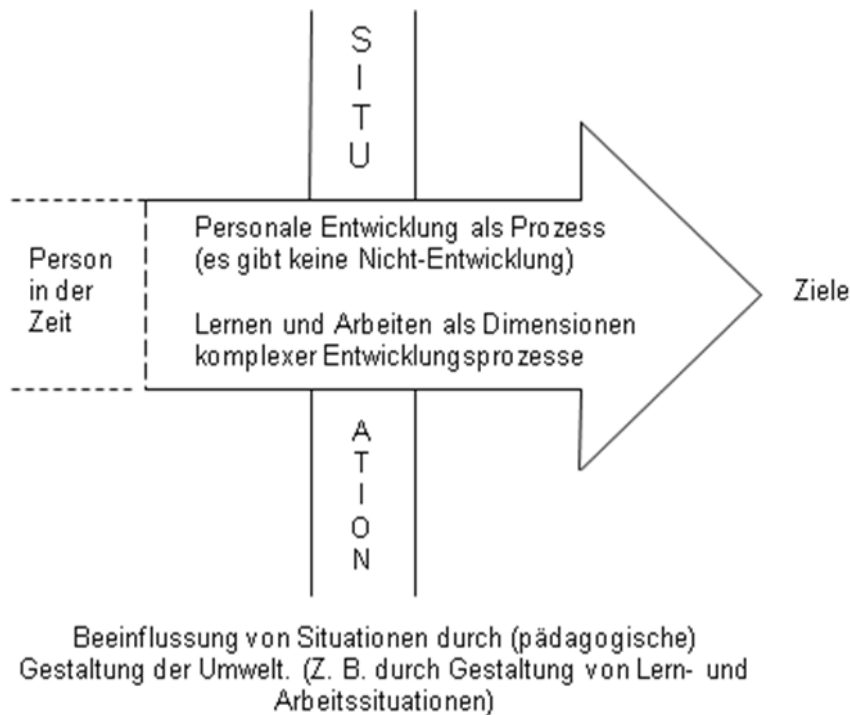 S
I
T
U
Personale Entwicklung als Prozess
(es gibt keine Nicht-Entwicklung)
Person
in der
Zeit
Ziele
Lernen und Arbeiten als Dimensionen
komplexer Entwicklungsprozesse
A
T
I
O
N
Beeinflussung von Situationen durch (pädagogische)
Gestaltung der Umwelt. (Z. B. durch Gestaltung von Lern- und
Arbeitssituationen)